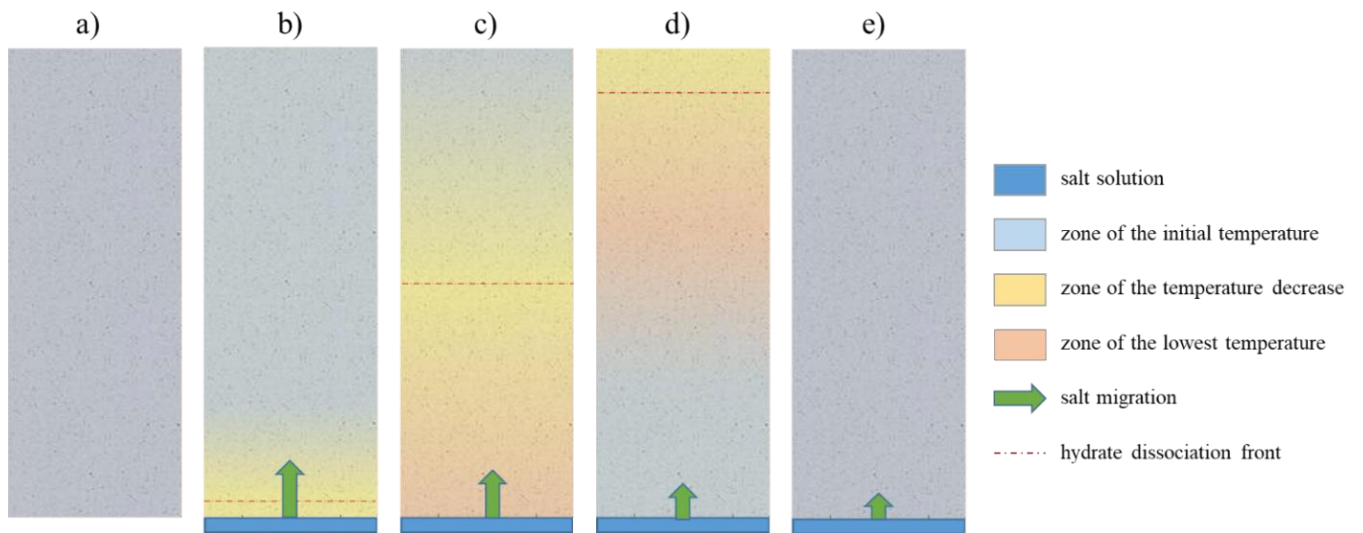 a)
b)
c)
d)
e)
salt solution
zone of the initial temperature
zone of the temperature decrease
zone of the lowest temperature
salt migration
hydrate dissociation front